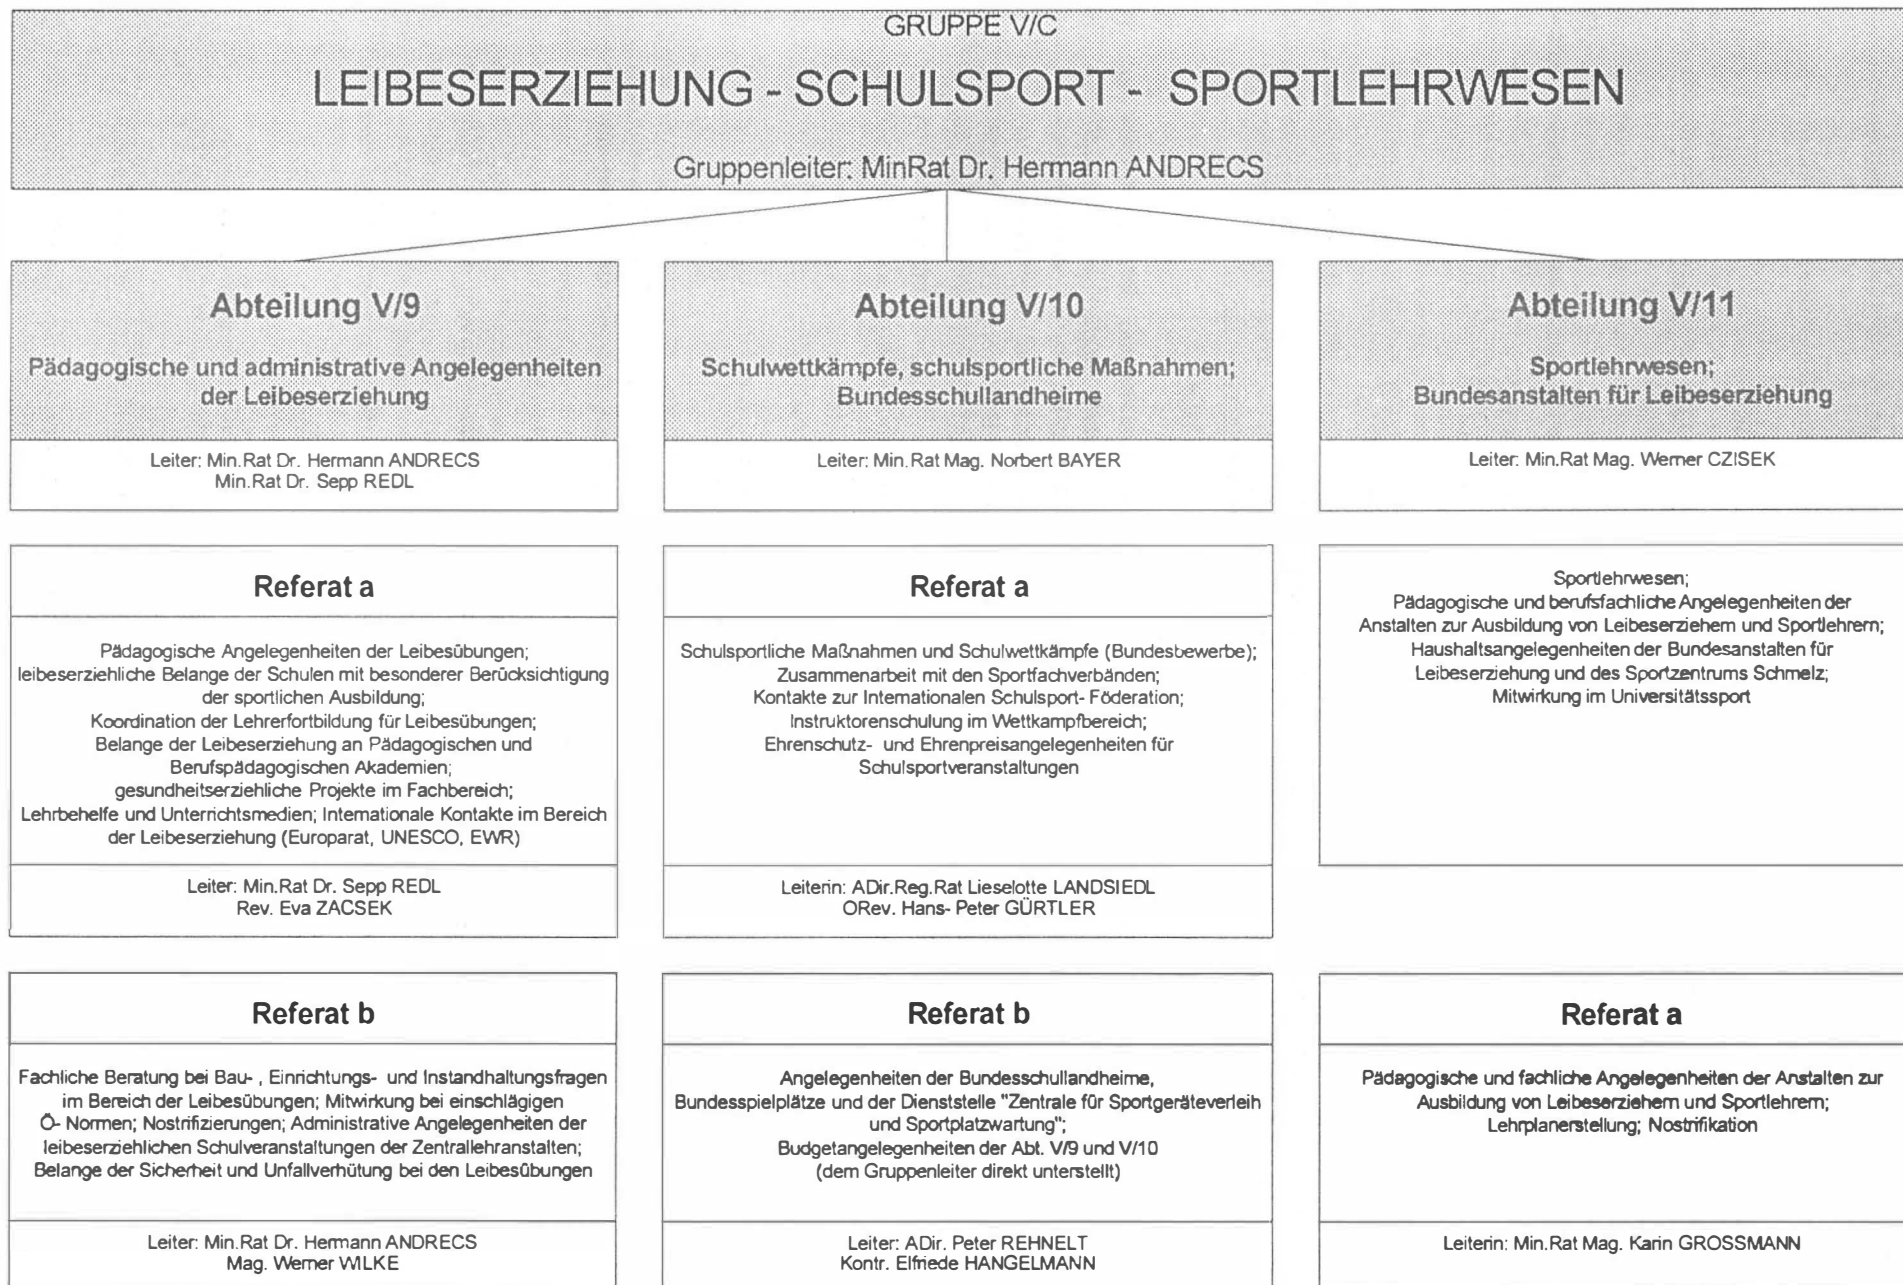 GRUPPE V/C
LEIBESERZIEHUNG - SCHULSPORT - SPORTLEHRWESEN
Gruppenleiter: MinRat Dr. Hermann ANDRECS
Abteilung V/9
Pädagogische und administrative Angelegenheiten
der Leibeserziehung
Leiter: Min.Rat Dr. Hermann ANDRECS
Min.Rat Dr. Sepp REDL
Abteilung V/10
Schulwettkämpfe, schulsportliche Maßnahmen;
Bundesschullandheime
Leiter: Min.Rat Mag. Norbert BAYER
Abteilung V/11
Sportlehrwesen;
Bundesanstalten für Leibeserziehung
Leiter: Min.Rat Mag. Werner CZISEK
Referat a
Pädagogische Angelegenheiten der Leibesübungen;
leibeserziehliche Belange der Schulen mit besonderer Berücksichtigung
der sportlichen Ausbildung;
Koordination der Lehrerfortbildung für Leibesübungen;
Belange der Leibeserziehung an Pädagogischen und
Berufspädagogischen Akademien;
gesundheitserziehliche Projekte im Fachbereich;
Lehrbehelfe und Unterrichtsmedien; Internationale Kontakte im Bereich
der Leibeserziehung (Europarat, UNESCO, EWR)
Leiter: Min.Rat Dr. Sepp REDL
Rev. Eva ZACSEK
Referat a
Schulsportliche Maßnahmen und Schulwettkämpfe (Bundesbewerbe);
Zusammenarbeit mit den Sportfachverbänden;
Kontakte zur Internationalen Schulsport- Föderation;
Instruktorenschulung im Wettkampfbereich;
Ehrenschutz- und Ehrenpreisangelegenheiten für
Schulsportveranstaltungen
Leiterin: ADir.Reg.Rat Lieselotte LANDSIEDL
ORev. Hans- Peter GÜRTLER
Sportlehrwesen;
Pädagogische und berufsfachliche Angelegenheiten der
Anstalten zur Ausbildung von Leibeserziehern und Sportlehrern;
Haushaltsangelegenheiten der Bundesanstalten für
Leibeserziehung und des Sportzentrums Schmelz;
Mitwirkung im Universitätssport
Referat b
Fachliche Beratung bei Bau- , Einrichtungs- und Instandhaltungsfragen
im Bereich der Leibesübungen; Mitwirkung bei einschlägigen
Ö- Normen; Nostrifizierungen; Administrative Angelegenheiten der
leibeserziehlichen Schulveranstaltungen der Zentrallehranstalten;
Belange der Sicherheit und Unfallverhütung bei den Leibesübungen
Leiter: Min.Rat Dr. Hermann ANDRECS
Mag. Werner WILKE
Referat b
Angelegenheiten der Bundesschullandheime,
Bundesspielplätze und der Dienststelle "Zentrale für Sportgeräteverleih
und Sportplatzwartung";
Budgetangelegenheiten der Abt. V/9 und V/10
(dem Gruppenleiter direkt unterstellt)
Leiter: ADir. Peter REHNELT
Kontr. Elfriede HANGELMANN
Referat a
Pädagogische und fachliche Angelegenheiten der Anstalten zur
Ausbildung von Leibeserziehern und Sportlehrern;
Lehrplanerstellung; Nostrifikation
Leiterin: Min.Rat Mag. Karin GROSSMANN